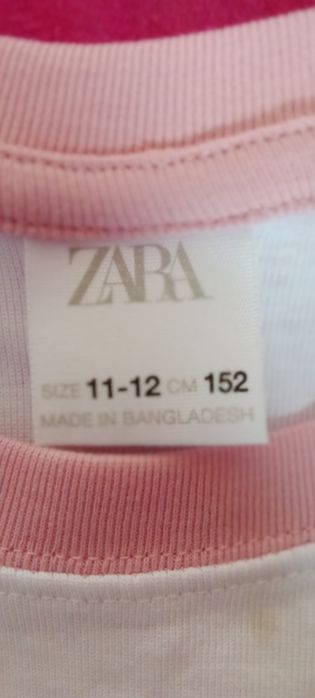 ZARA
SIZE 11-12 CM 152
MADE IN BANGLADESH